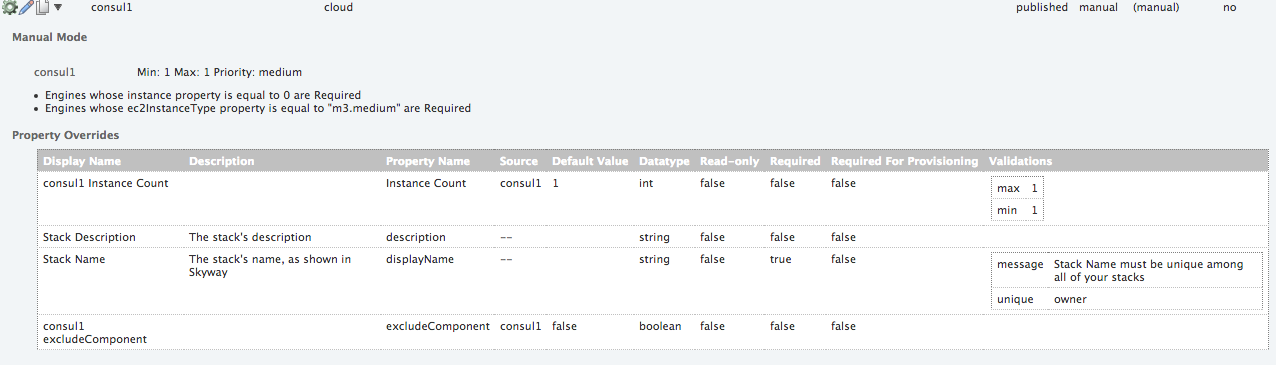 consul1 cloud published manual (manual) no
Manual Mode
consul1 Min: 1 Max: 1 Priority: medium
• Engines whose instance property is equal to 0 are Required
• Engines whose ec2InstanceType property is equal to "m3.medium" are Required
Property Overrides
Display Name Description Property Name Source Default Value Datatype Read-only Required Required For Provisioning Validations
consul1 Instance Count Instance Count consul1 1 int false false false max 1
min 1
Stack Description The stack's description description -- string false false false
Stack Name The stack's name, as shown in displayName -- string false true false message Stack Name must be unique among
Skyway all of your stacks
unique owner
consul1 excludeComponent consul1 false boolean false false false
excludeComponent